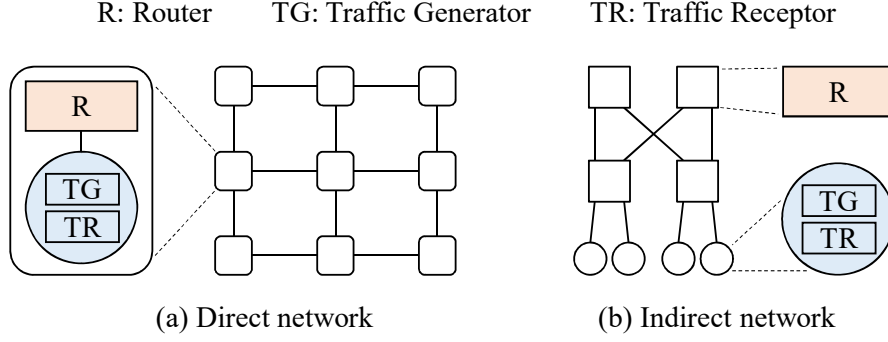 R: Router TG: Traffic Generator TR: Traffic Receptor
R
TG
TR
R
TG
TR
(a) Direct network
(b) Indirect network